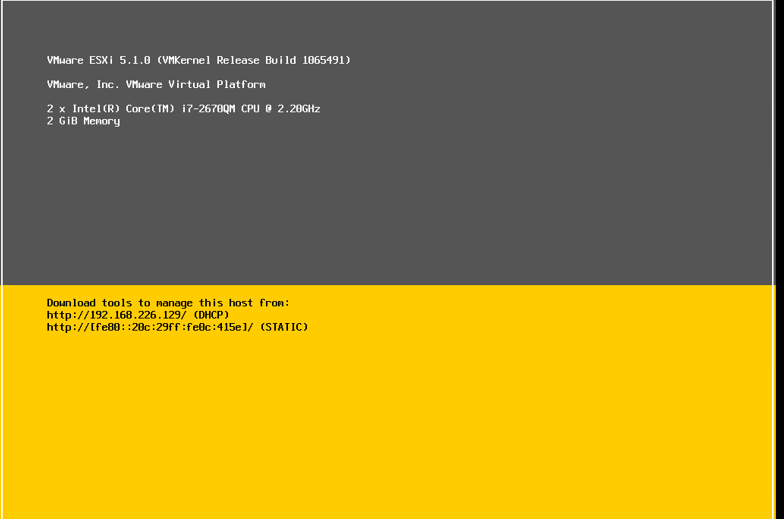 VMware ESXi 5.1.0 (VMKernel Release Build 1065491)
VMware, Inc. VMware Virtual Platform
2 x Intel(R) Core(TM) i7-2670QM CPU @ 2.20GHz
2 GiB Memory
Download tools to manage this host from:
http://192.168.226.129/ (DHCP)
http://[fe80::20c:29ff:fe0c:415e]/ (STATIC)